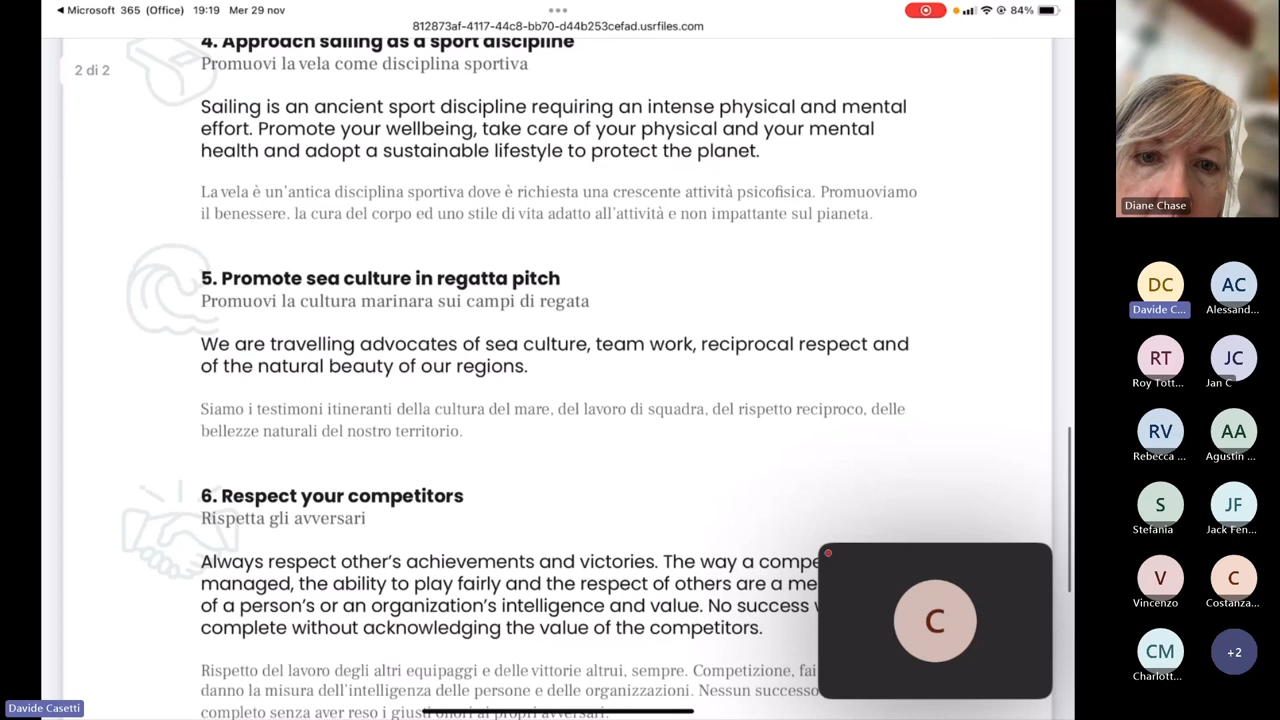 Microsoft 365 (Office) 19:19 Mer 29 nov
84%
812873af-4117-44c8-bb70-d44b253cefad.usrfiles.com
2 di 2
4. Approach sailing as a sport discipline
Promuovi la vela come disciplina sportiva
Sailing is an ancient sport discipline requiring an intense physical and mental
effort. Promote your wellbeing, take care of your physical and your mental
health and adopt a sustainable lifestyle to protect the planet.
La vela è un'antica disciplina sportiva dove è richiesta una crescente attività psicofisica. Promuoviamo
il benessere. la cura del corpo ed uno stile di vita adatto all'attività e non impattante sul pianeta.
5. Promote sea culture in regatta pitch
Promuovi la cultura marinara sui campi di regata
We are travelling advocates of sea culture, team work, reciprocal respect and
of the natural beauty of our regions.
Siamo i testimoni itineranti della cultura del mare, del lavoro di squadra, del rispetto reciproco, delle
bellezze naturali del nostro territorio.
6. Respect your competitors
Rispetta gli avversari
Always respect other's achievements and victories. The way a compe
managed, the ability to play fairly and the respect of others are a me
of a person's or an organization's intelligence and value. No success
complete without acknowledging the value of the competitors.
Rispetto del lavoro degli altri equipaggi e delle vittorie altrui, sempre. Competizione, fai
danno la misura dell'intelligenza delle persone e delle organizzazioni. Nessun successo
completo senza aver reso i giusti onori ai propri avversari.
C
Davide Casetti
Diane Chase
DC AC
Davide C... Alessand...
RT JC
Roy Tott... Jan C
RV AA
Rebecca ... Agustin ...
S JF
Stefania Jack Fen...
V C
Vincenzo Costanza...
CM +2
Charlott...